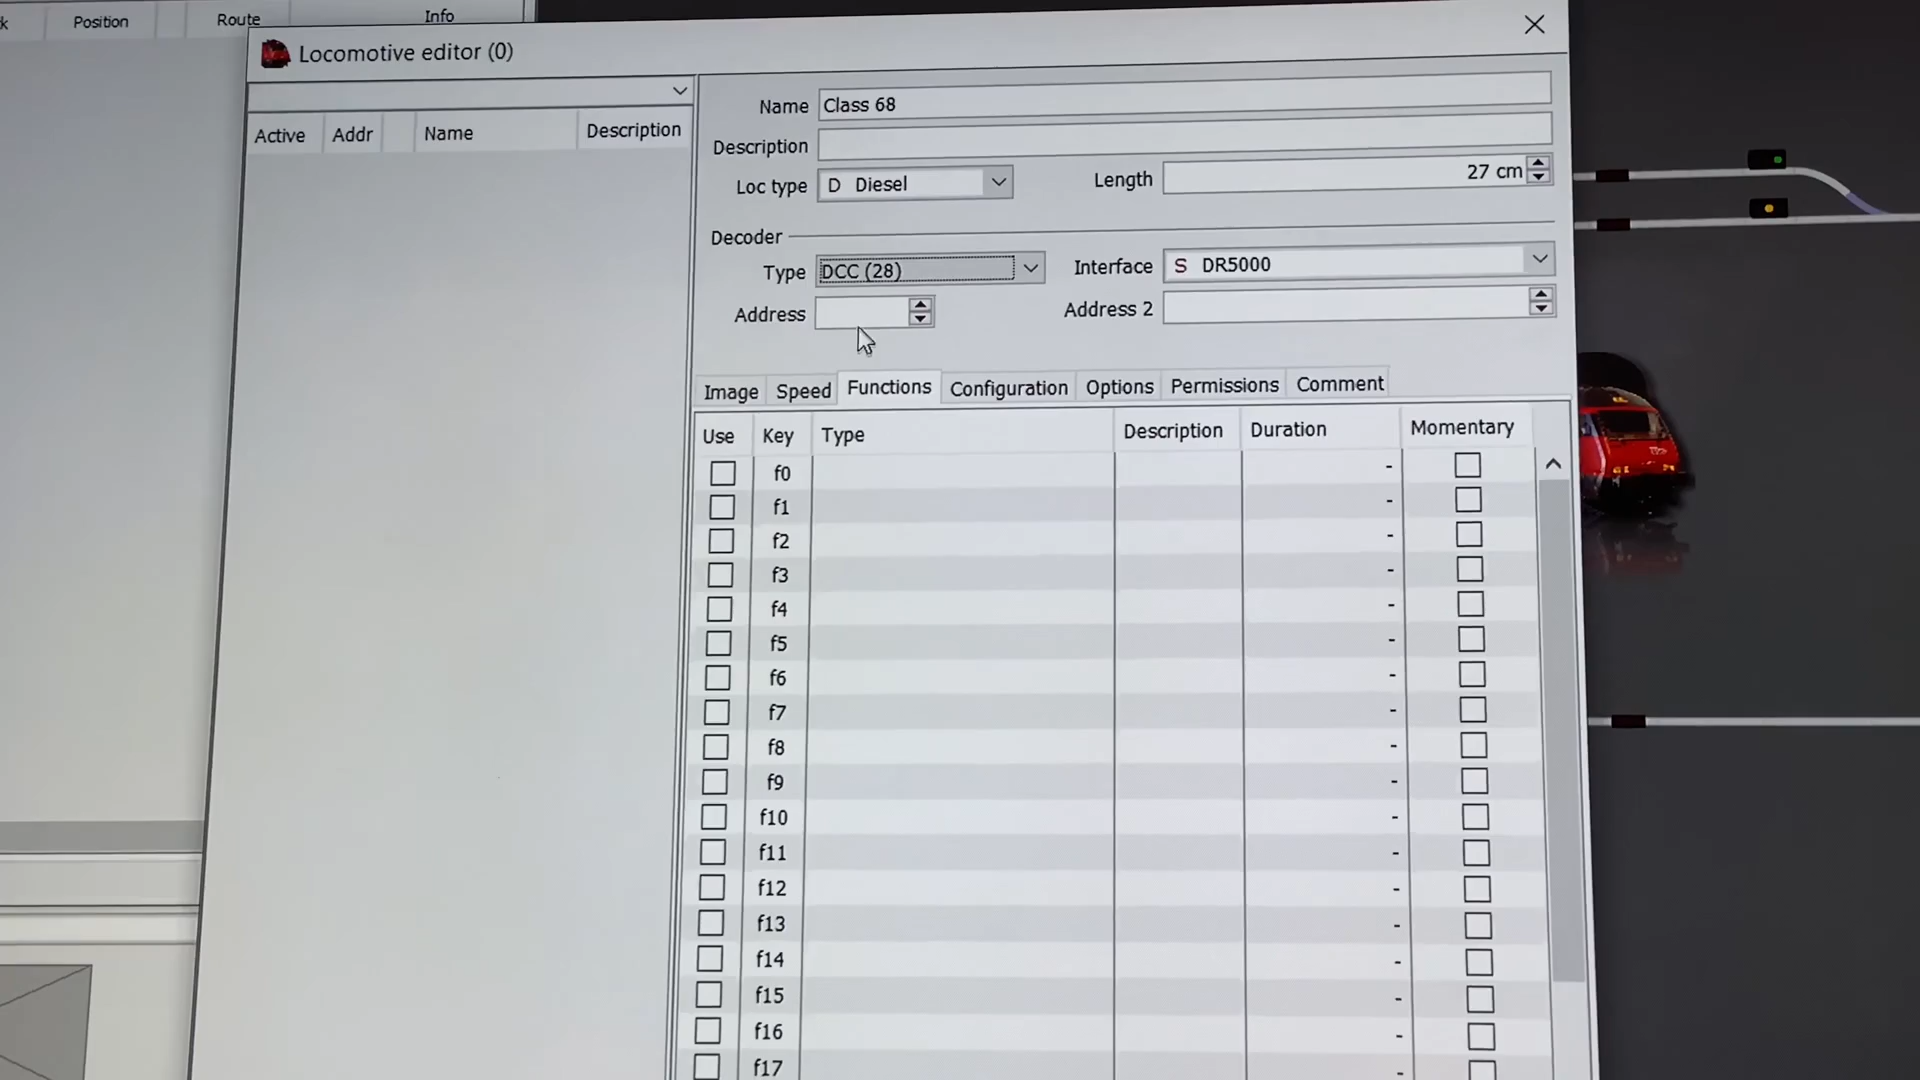 k Position Route Info
Locomotive editor (0)
Active Addr Name Description
Name Class 68
Description
Loc type D Diesel Length 27 cm
Decoder
Type DCC (28) Interface S DR5000
Address Address 2
Image Speed Functions Configuration Options Permissions Comment
Use Key Type Description Duration Momentary
f0 -
f1 -
f2 -
f3 -
f4 -
f5 -
f6 -
f7 -
f8 -
f9 -
f10 -
f11 -
f12 -
f13 -
f14 -
f15 -
f16 -
f17 -